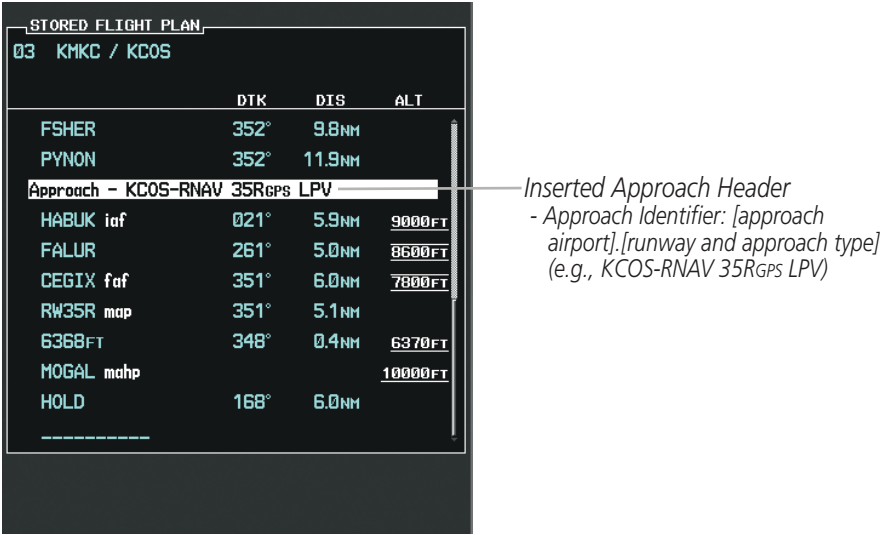 STORED FLIGHT PLAN
03 KMKC / KCOS
DTK DIS ALT
FSHER 352° 9.8NM
PYNON 352° 11.9NM
Approach - KCOS-RNAV 35RGPS LPV
HABUK iaf 021° 5.9NM 9000FT
FALUR 261° 5.0NM 8600FT
CEGIX faf 351° 6.0NM 7800FT
RW35R map 351° 5.1NM
6368FT 348° 0.4NM 6370FT
MOGAL mahp 10000FT
HOLD 168° 6.0NM
__________
Inserted Approach Header
- Approach Identifier: [approach
airport].[runway and approach type]
(e.g., KCOS-RNAV 35RGPS LPV)